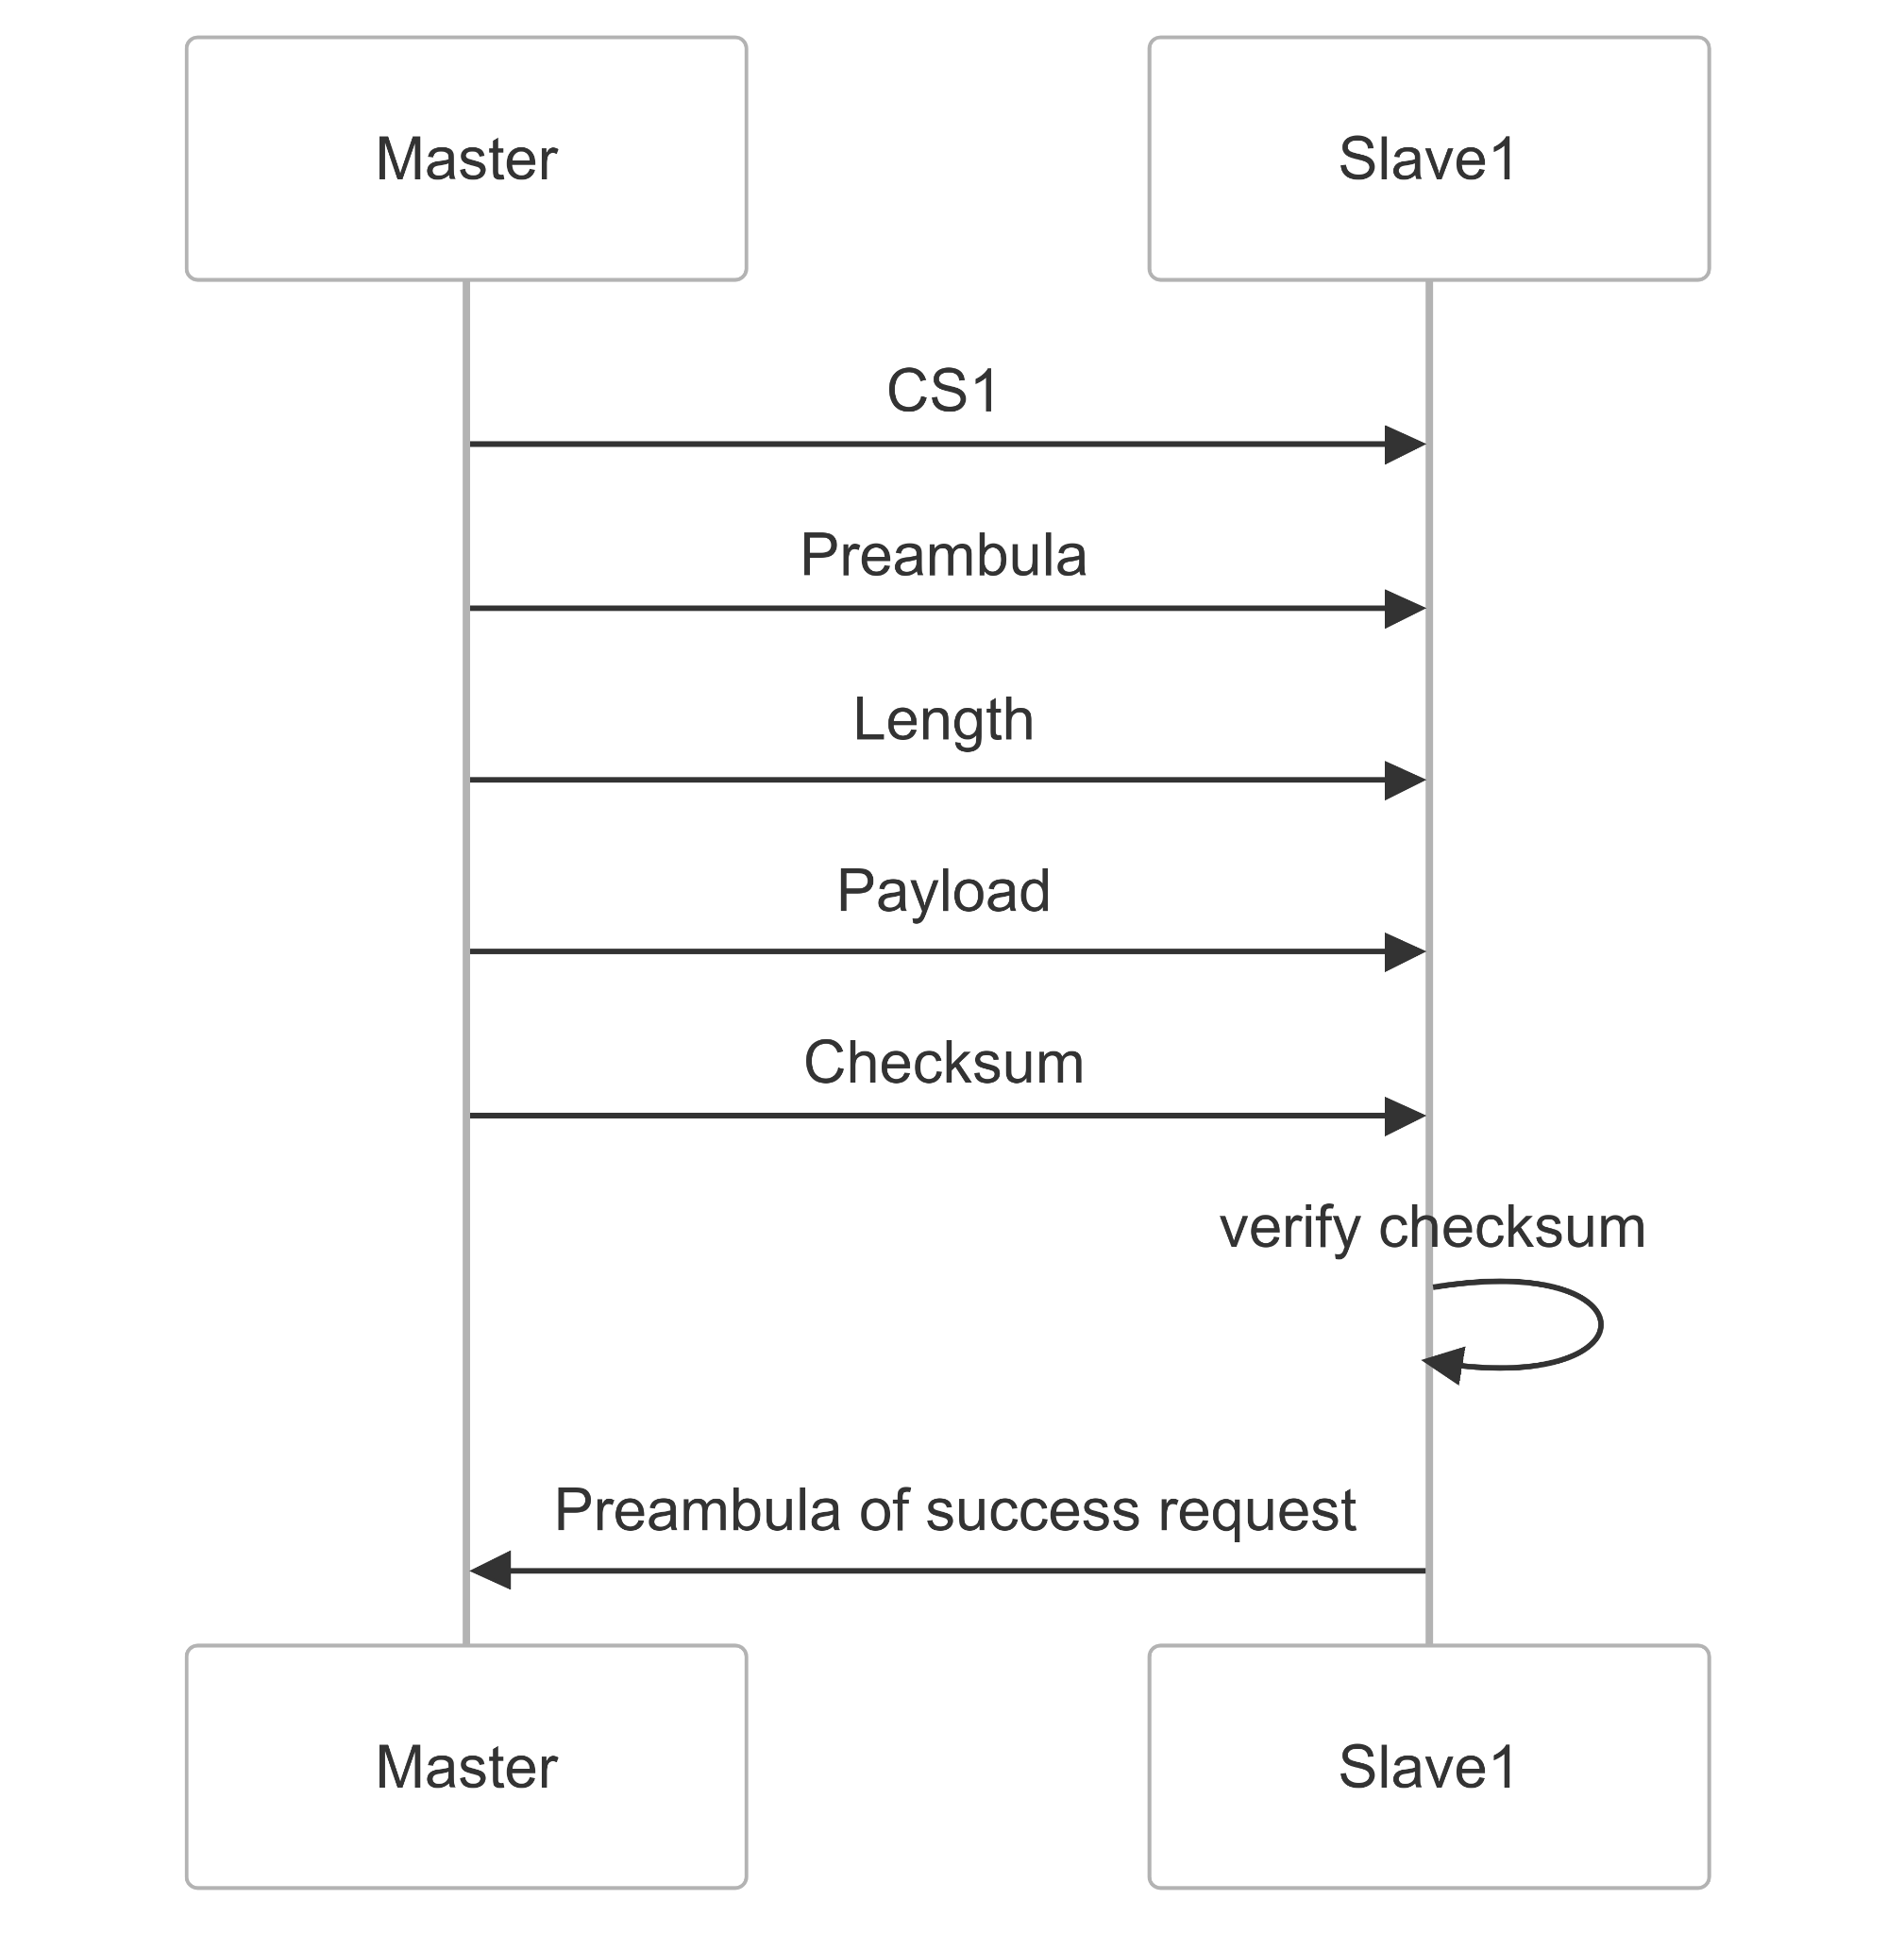 Master
Slave1
CS1
Preambula
Length
Payload
Checksum
verify checksum
Preambula of success request
Master
Slave1